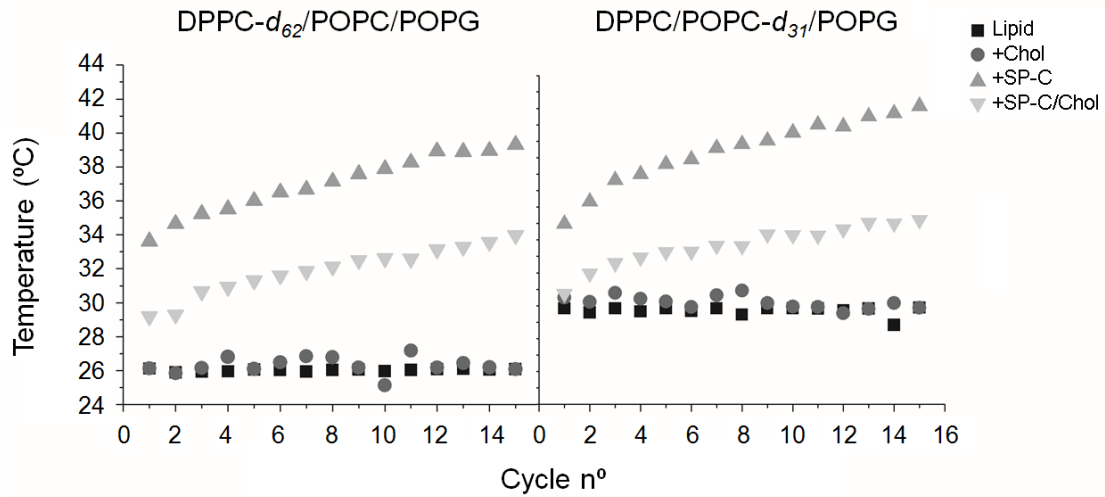 DPPC-d62/POPC/POPG
DPPC/POPC-d31/POPG
Lipid
+Chol
+SP-C
+SP-C/Chol
Temperature (ºC)
44
42
40
38
36
34
32
30
28
26
24
0 2 4 6 8 10 12 14 0 2 4 6 8 10 12 14 16
Cycle nº